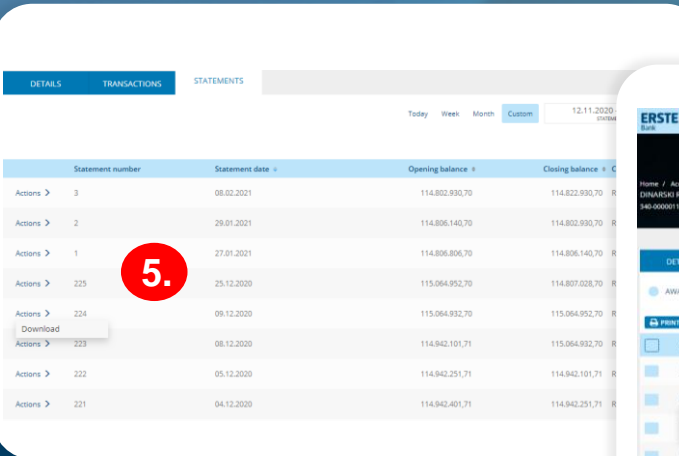 DETAILS TRANSACTIONS STATEMENTS
Today Week Month Custom 12.11.2020
Statement number Statement date Opening balance Closing balance C
Actions > 3 08.02.2021 114.802.930,70 114.822.930,70 R
Actions > 2 29.01.2021 114.806.140,70 114.802.930,70 R
Actions > 1 27.01.2021 114.806.806,70 114.806.140,70 R
5.
Actions > 225 25.12.2020 115.064.952,70 114.807.028,70 R
Actions > 224 09.12.2020 115.064.932,70 115.064.952,70 R
Download
Actions > 223 08.12.2020 114.942.101,71 115.064.932,70 R
Actions > 222 05.12.2020 114.942.251,71 114.942.101,71 R
Actions > 221 04.12.2020 114.942.401,71 114.942.251,71 R
ERSTE
Bank
Home / Ac
DINARSKI
340-0000011
DET
AWA
PRINT